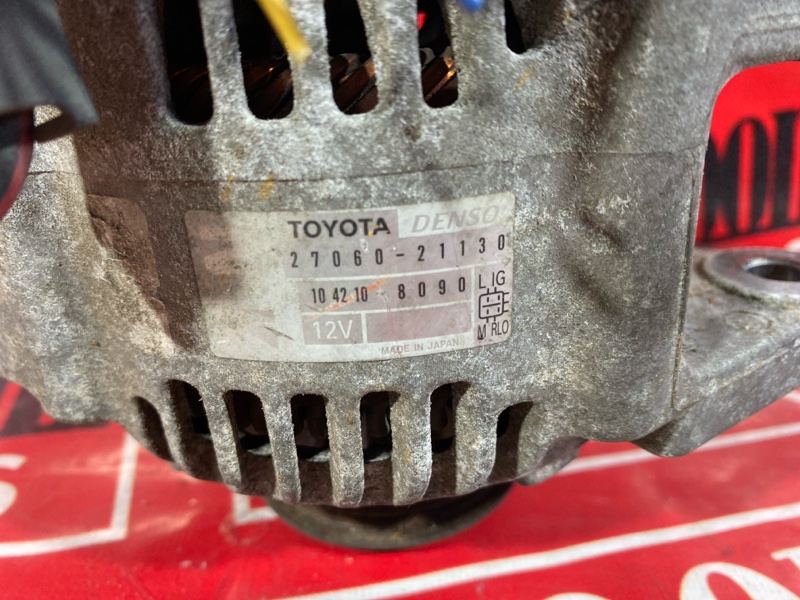 TOYOTA DENSO
27060-21130
104210 8090
L IG
12V
M RLO
MADE IN JAPAN